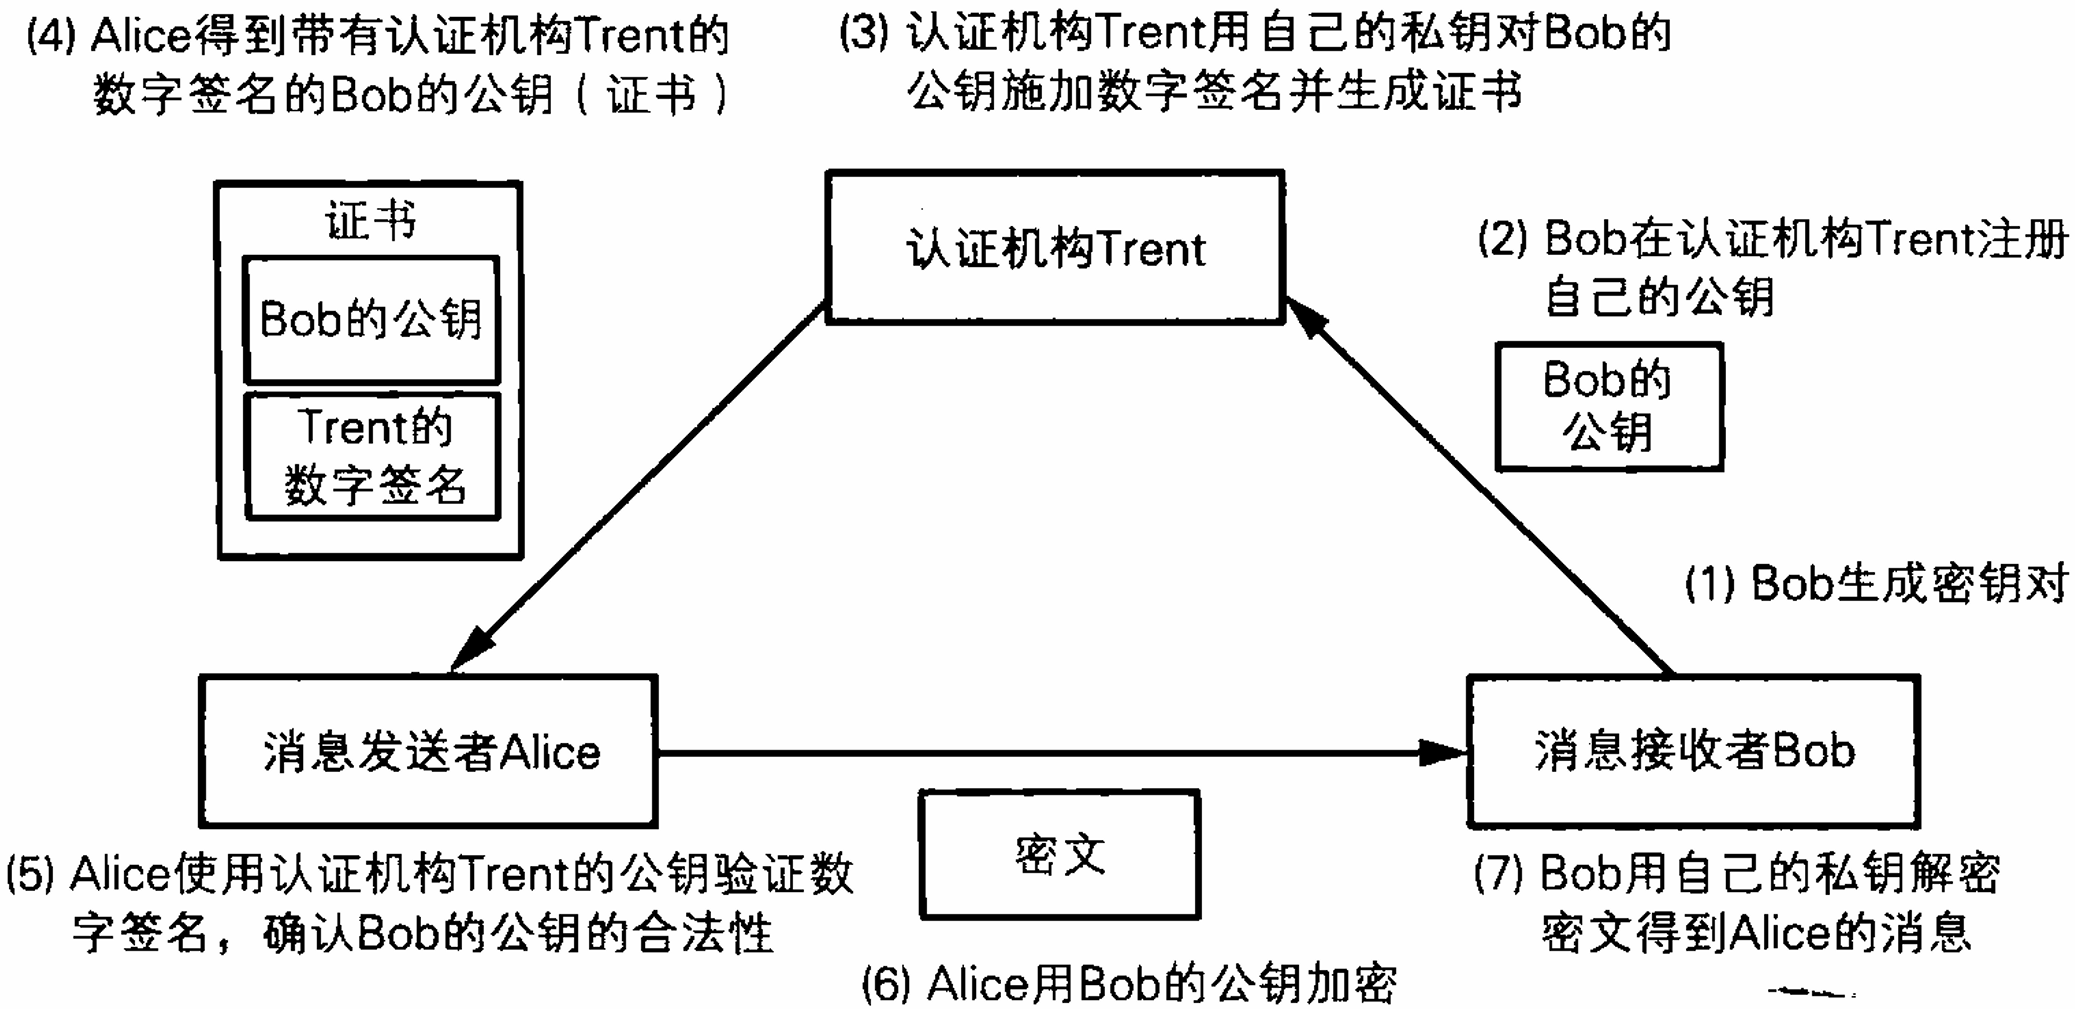 (4) Alice得到带有认证机构Trent的
数字签名的Bob的公钥（证书）
(3) 认证机构Trent用自己的私钥对Bob的
公钥施加数字签名并生成证书
证书
Bob的公钥
Trent的
数字签名
认证机构Trent
(2) Bob在认证机构Trent注册
自己的公钥
Bob的
公钥
(1) Bob生成密钥对
消息发送者Alice
消息接收者Bob
密文
(5) Alice使用认证机构Trent的公钥验证数
字签名，确认Bob的公钥的合法性
(6) Alice用Bob的公钥加密
(7) Bob用自己的私钥解密
密文得到Alice的消息